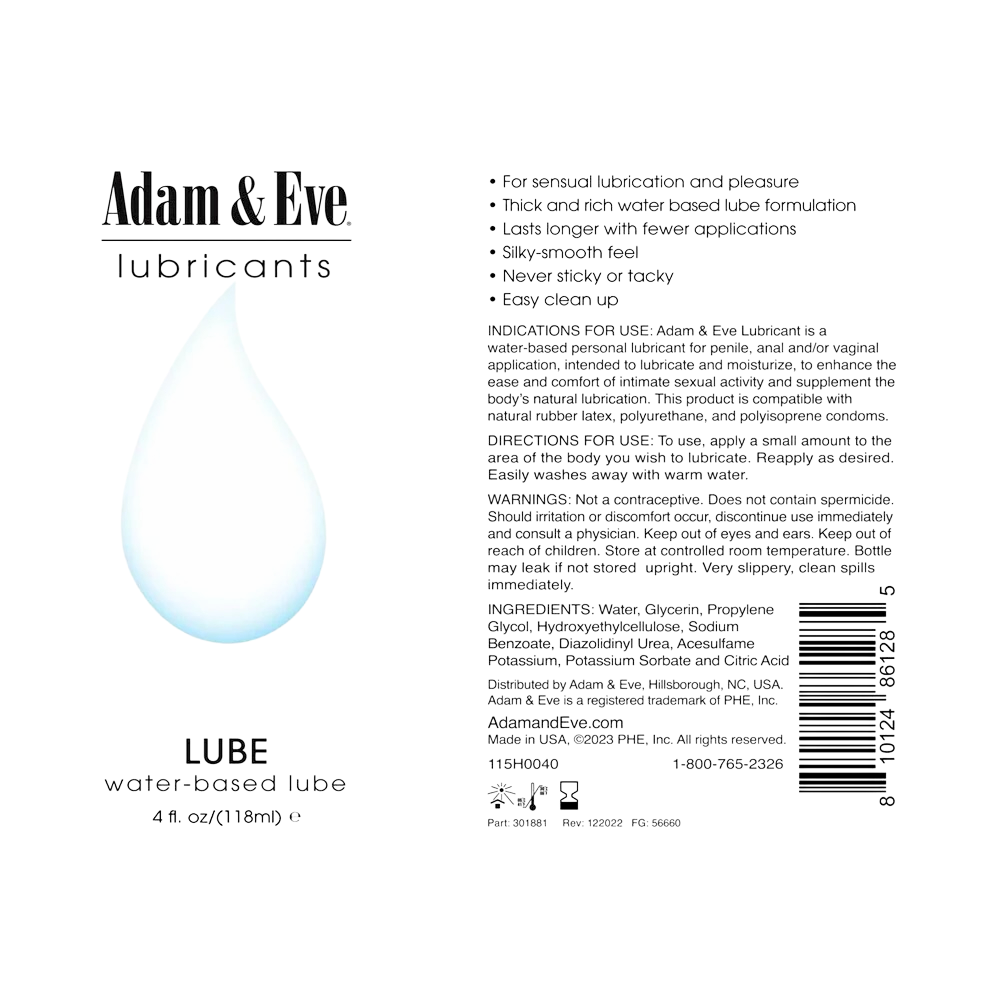 Adam & Eve®
lubricants
LUBE
water-based lube
4 fl. oz/(118ml) ℮
• For sensual lubrication and pleasure
• Thick and rich water based lube formulation
• Lasts longer with fewer applications
• Silky-smooth feel
• Never sticky or tacky
• Easy clean up
INDICATIONS FOR USE: Adam & Eve Lubricant is a
water-based personal lubricant for penile, anal and/or vaginal
application, intended to lubricate and moisturize, to enhance the
ease and comfort of intimate sexual activity and supplement the
body's natural lubrication. This product is compatible with
natural rubber latex, polyurethane, and polyisoprene condoms.
DIRECTIONS FOR USE: To use, apply a small amount to the
area of the body you wish to lubricate. Reapply as desired.
Easily washes away with warm water.
WARNINGS: Not a contraceptive. Does not contain spermicide.
Should irritation or discomfort occur, discontinue use immediately
and consult a physician. Keep out of eyes and ears. Keep out of
reach of children. Store at controlled room temperature. Bottle
may leak if not stored upright. Very slippery, clean spills
immediately.
INGREDIENTS: Water, Glycerin, Propylene
Glycol, Hydroxyethylcellulose, Sodium
Benzoate, Diazolidinyl Urea, Acesulfame
Potassium, Potassium Sorbate and Citric Acid
Distributed by Adam & Eve, Hillsborough, NC, USA.
Adam & Eve is a registered trademark of PHE, Inc.
AdamandEve.com
Made in USA, ©2023 PHE, Inc. All rights reserved.
115H0040 1-800-765-2326
Part: 301881 Rev: 122022 FG: 56660
8 10124 86128 5